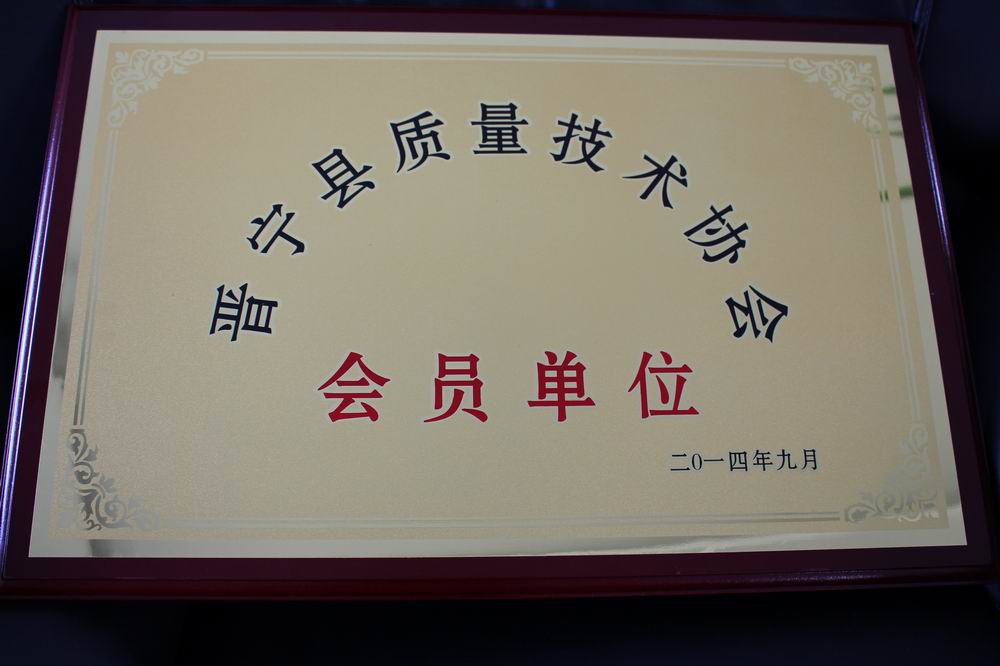 晋宁县质量技术协会
会员单位
二0一四年九月